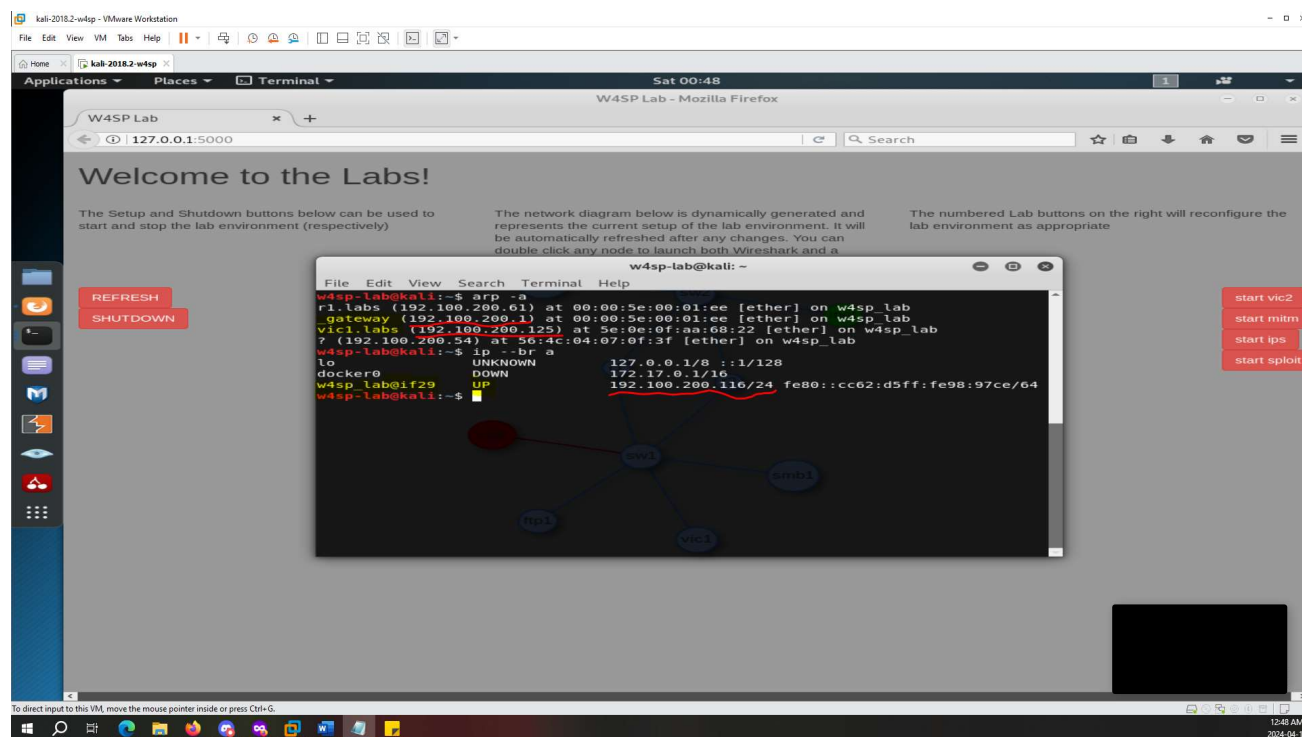 kali-2018.2-w4sp - VMware Workstation
File Edit View VM Tabs Help
Home kali-2018.2-w4sp
Applications Places Terminal Sat 00:48 1
W4SP Lab - Mozilla Firefox
W4SP Lab
127.0.0.1:5000 Search
Welcome to the Labs!
The Setup and Shutdown buttons below can be used to
start and stop the lab environment (respectively)
The network diagram below is dynamically generated and
represents the current setup of the lab environment. It will
be automatically refreshed after any changes. You can
double click any node to launch both Wireshark and a
The numbered Lab buttons on the right will reconfigure the
lab environment as appropriate
REFRESH
SHUTDOWN
start vic2
start mitm
start ips
start sploit
w4sp-lab@kali: ~
File Edit View Search Terminal Help
w4sp-lab@kali:~$ arp -a
r1.labs (192.100.200.61) at 00:00:5e:00:01:ee [ether] on w4sp_lab
_gateway (192.100.200.1) at 00:00:5e:00:01:ee [ether] on w4sp_lab
vic1.labs (192.100.200.125) at 5e:0e:0f:aa:68:22 [ether] on w4sp_lab
? (192.100.200.54) at 56:4c:04:07:0f:3f [ether] on w4sp_lab
w4sp-lab@kali:~$ ip --br a
lo UNKNOWN 127.0.0.1/8 ::1/128
docker0 DOWN 172.17.0.1/16
w4sp_lab@if29 UP 192.100.200.116/24 fe80::cc62:d5ff:fe98:97ce/64
w4sp-lab@kali:~$
sw1
smb1
ftp1
vic1
To direct input to this VM, move the mouse pointer inside or press Ctrl+G.
12:48 AM